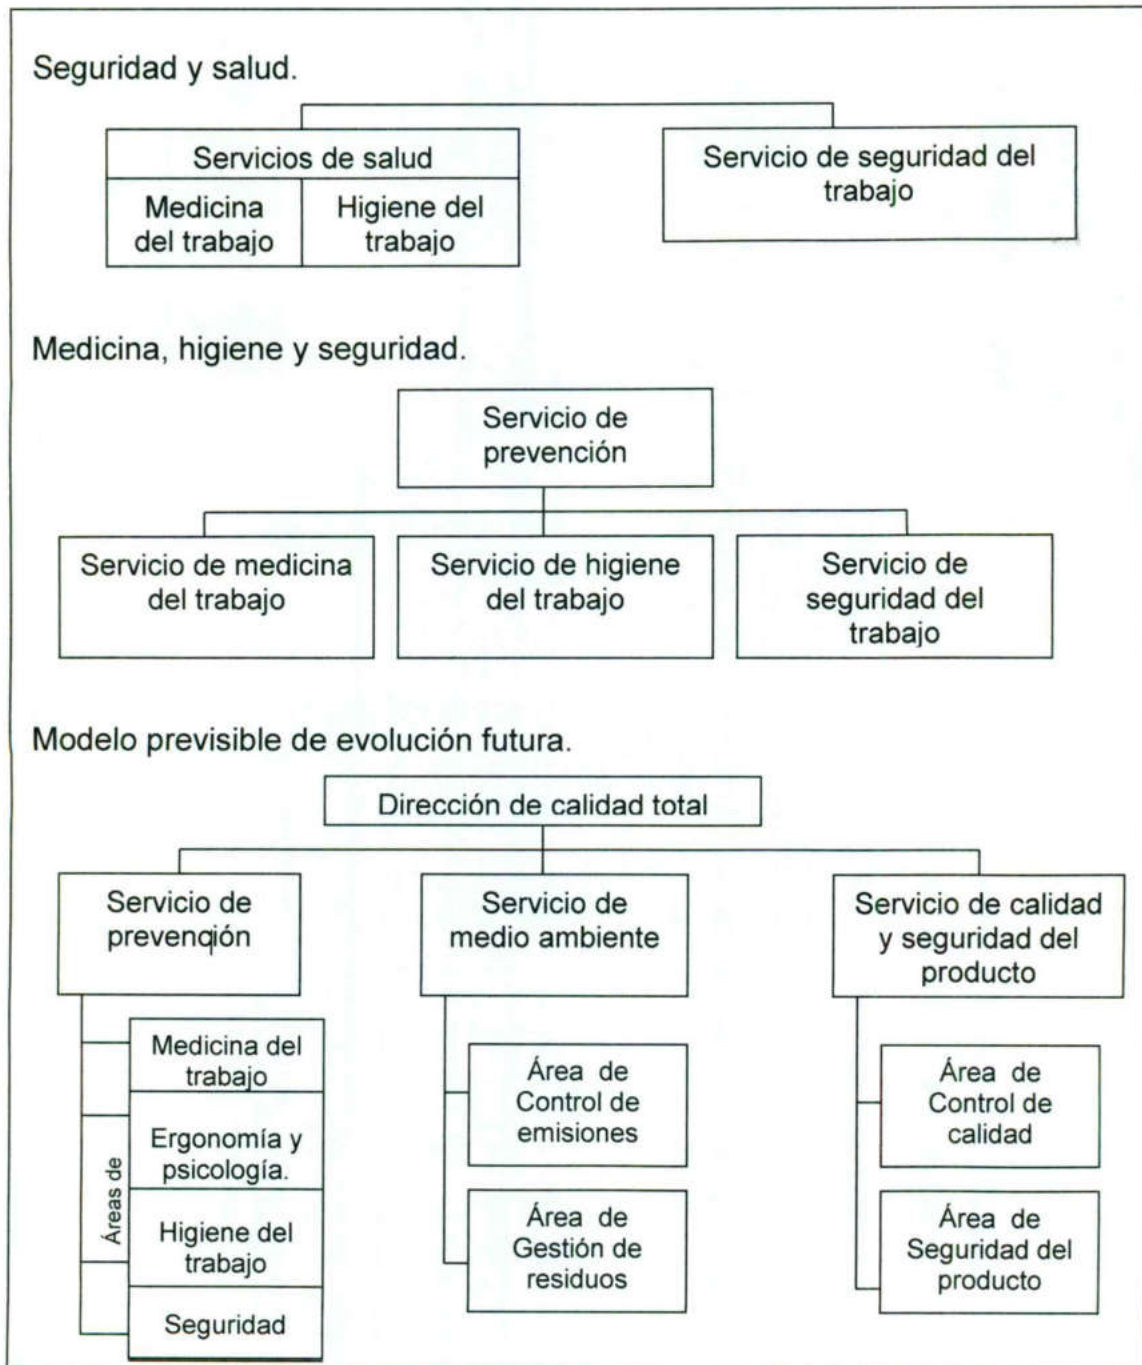 Seguridad y salud.
Servicios de salud
Medicina
del trabajo
Higiene del
trabajo
Servicio de seguridad del
trabajo
Medicina, higiene y seguridad.
Servicio de
prevención
Servicio de medicina
del trabajo
Servicio de higiene
del trabajo
Servicio de
seguridad del
trabajo
Modelo previsible de evolución futura.
Dirección de calidad total
Servicio de
prevención
Áreas de
Medicina del
trabajo
Ergonomía y
psicología.
Higiene del
trabajo
Seguridad
Servicio de
medio ambiente
Área de
Control de
emisiones
Área de
Gestión de
residuos
Servicio de calidad
y seguridad del
producto
Área de
Control de
calidad
Área de
Seguridad del
producto